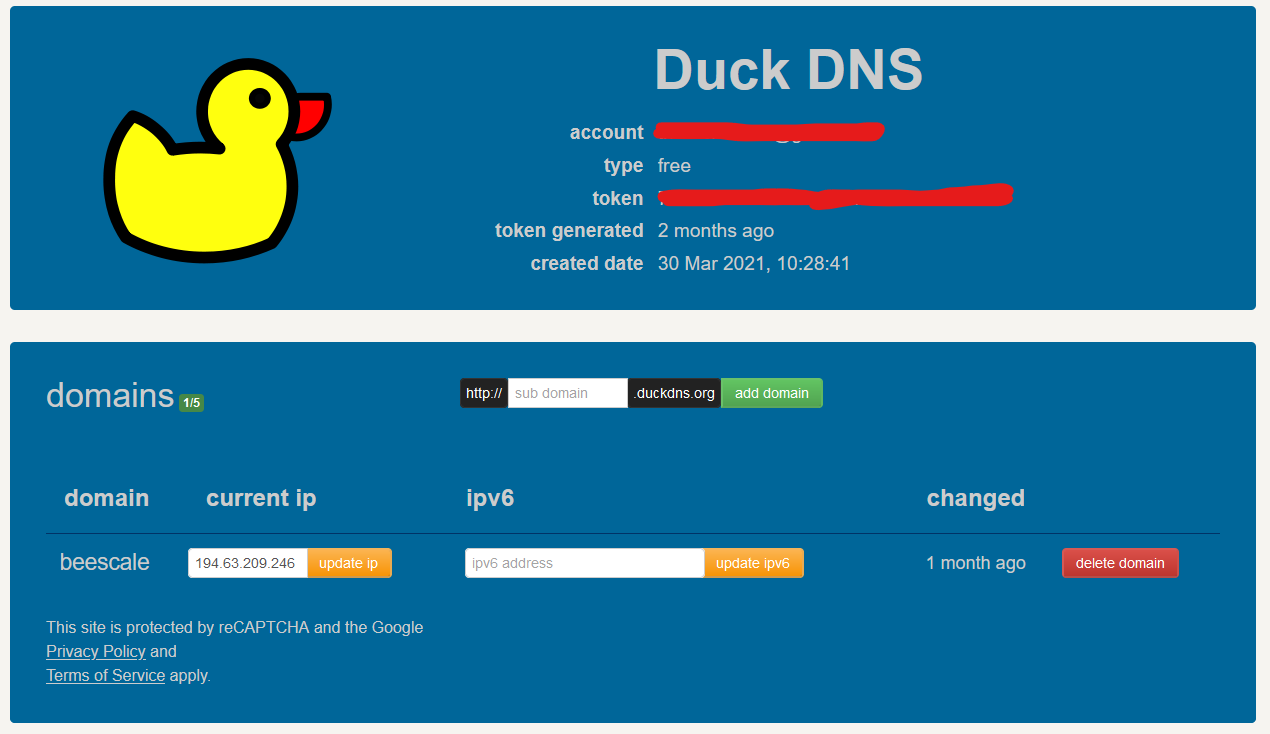 Duck DNS
account
type free
token
token generated 2 months ago
created date 30 Mar 2021, 10:28:41
domains 1/5 http:// sub domain .duckdns.org add domain
domain current ip ipv6 changed
beescale 194.63.209.246 update ip ipv6 address update ipv6 1 month ago delete domain
This site is protected by reCAPTCHA and the Google
Privacy Policy and
Terms of Service apply.